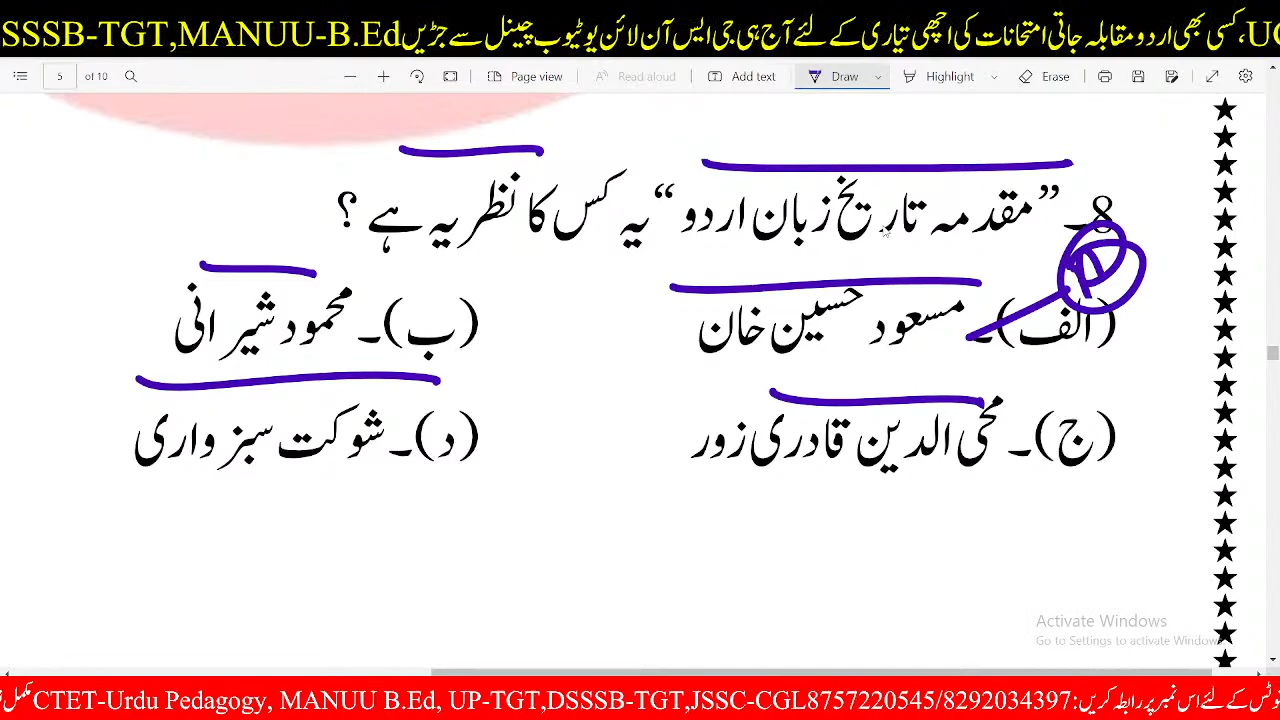 UC، کسی بھی اردو مقابلہ جاتی امتحانات کی اچھی تیاری کے لئے آج ہی جی ایس آن لائن یوٹیوب چینل سے جڑیں SSSB-TGT,MANUU-B.Ed
5 of 10 Page view Read aloud Add text Draw Highlight Erase
8۔ ”مقدمہ تاریخ زبان اردو“ یہ کس کا نظریہ ہے ؟
(الف)۔ مسعود حسین خان (ب)۔ محمود شیرانی
(ج)۔ محی الدین قادری زور (د)۔ شوکت سبزواری
Activate Windows
Go to Settings to activate Windows
نوٹس کے لئے اس نمبر پر رابطہ کریں: CTET-Urdu Pedagogy, MANUU B.Ed, UP-TGT,DSSSB-TGT,JSSC-CGL8757220545/8292034397 مکمل